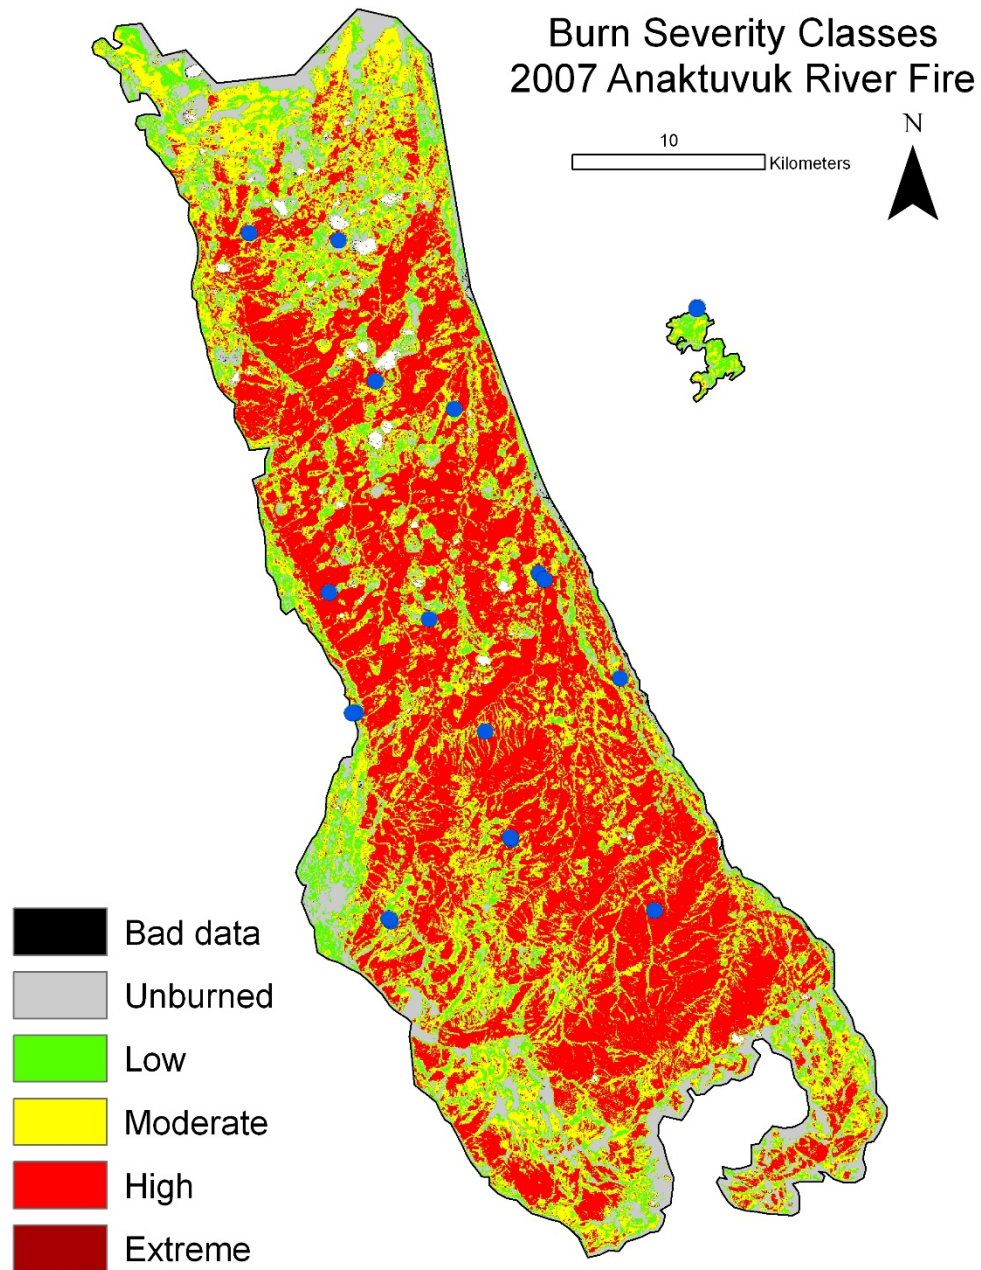 Burn Severity Classes
2007 Anaktuvuk River Fire
N
10
Kilometers
Bad data
Unburned
Low
Moderate
High
Extreme